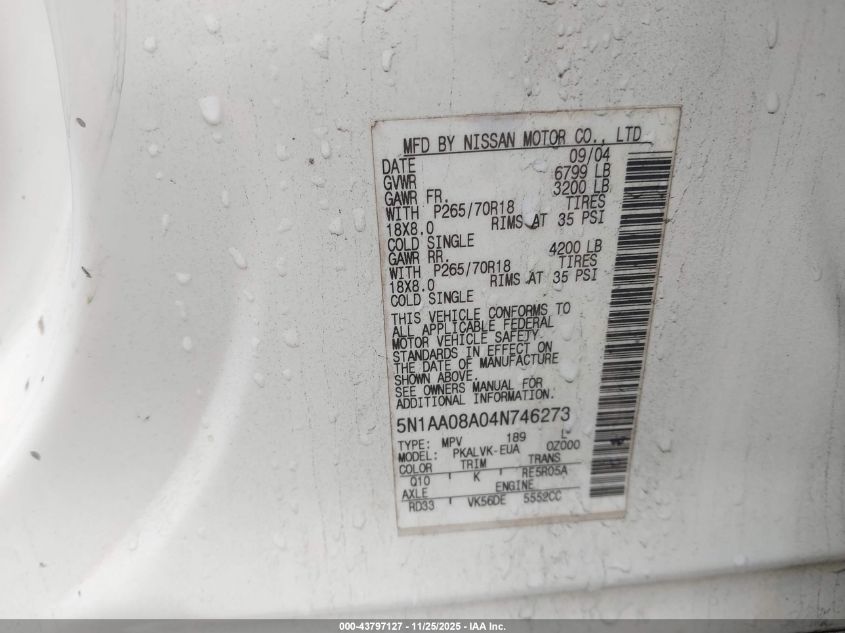 MFD BY NISSAN MOTOR CO., LTD
DATE 09/04
GVWR 6799 LB
GAWR FR. 3200 LB
WITH P265/70R18 TIRES
18X8.0 RIMS AT 35 PSI
COLD SINGLE
GAWR RR. 4200 LB
WITH P265/70R18 TIRES
18X8.0 RIMS AT 35 PSI
COLD SINGLE
THIS VEHICLE CONFORMS TO
ALL APPLICABLE FEDERAL
MOTOR VEHICLE SAFETY
STANDARDS IN EFFECT ON
THE DATE OF MANUFACTURE
SHOWN ABOVE.
SEE OWNERS MANUAL FOR
ADDITIONAL INFORMATION.
5N1AA08A04N746273
TYPE: MPV 189 L-
MODEL: PKALVK-EUA 0Z000
COLOR TRIM TRANS
Q10 K RE5R05A
AXLE ENGINE
RD33 VK56DE 5552CC
000-43797127 - 11/25/2025 - IAA Inc.